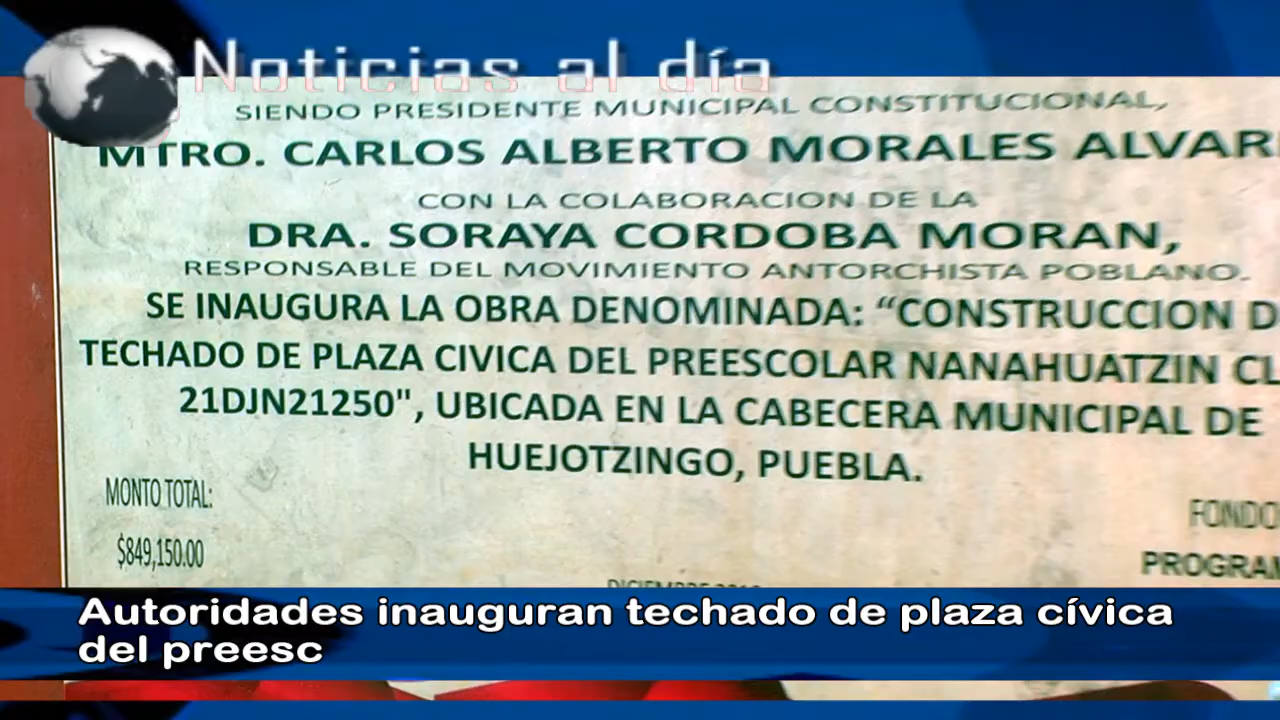 Noticias al día
SIENDO PRESIDENTE MUNICIPAL CONSTITUCIONAL,
MTRO. CARLOS ALBERTO MORALES
CON LA COLABORACION DE LA
DRA. SORAYA CORDOBA MORAN,
RESPONSABLE DEL MOVIMIENTO ANTORCHISTA POBLANO.
SE INAUGURA LA OBRA DENOMINADA: “CONSTRUCCION
TECHADO DE PLAZA CIVICA DEL PREESCOLAR NANAHUATZIN
21DJN21250", UBICADA EN LA CABECERA MUNICIPAL DE
HUEJOTZINGO, PUEBLA.
MONTO TOTAL:
FONDO
$849,150.00
Autoridades inauguran techado de plaza cívica
del preesc